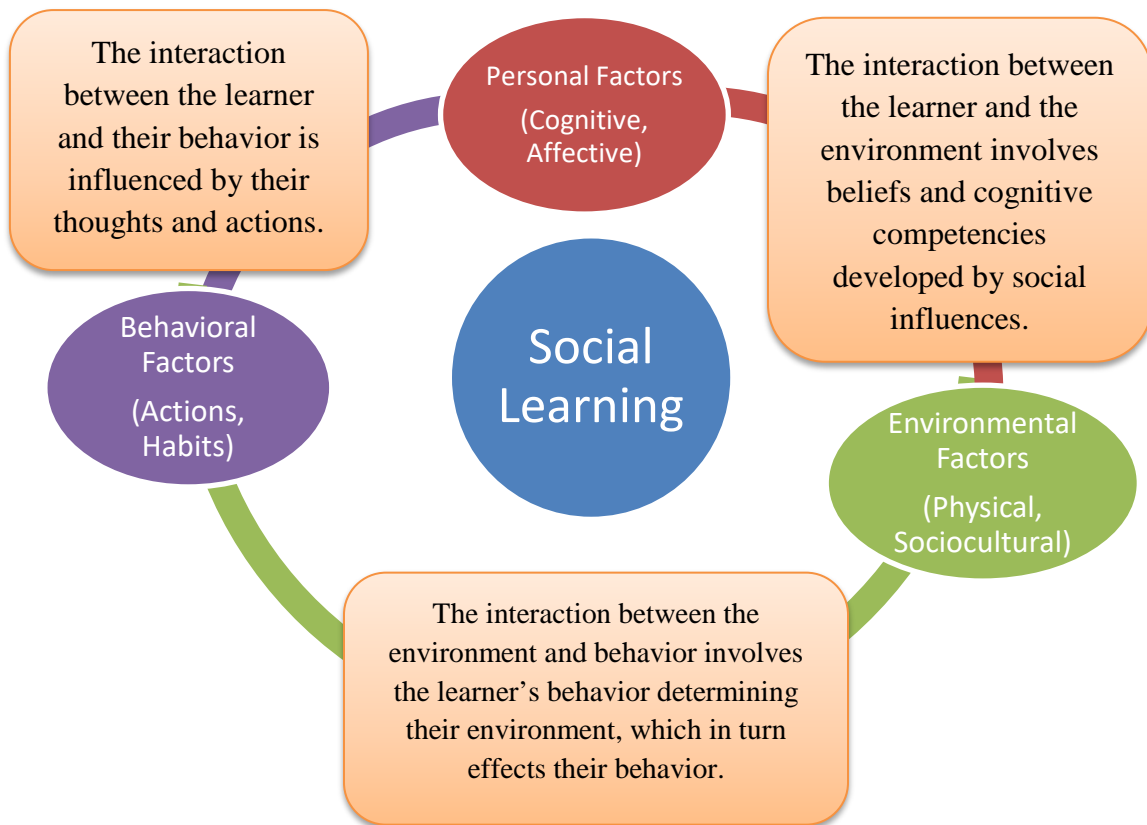 The interaction
between the learner
and their behavior is
influenced by their
thoughts and actions.
Personal Factors
(Cognitive,
Affective)
The interaction between
the learner and the
environment involves
beliefs and cognitive
competencies
developed by social
influences.
Behavioral
Factors
(Actions,
Habits)
Social
Learning
Environmental
Factors
(Physical,
Sociocultural)
The interaction between the
environment and behavior involves
the learner’s behavior determining
their environment, which in turn
effects their behavior.